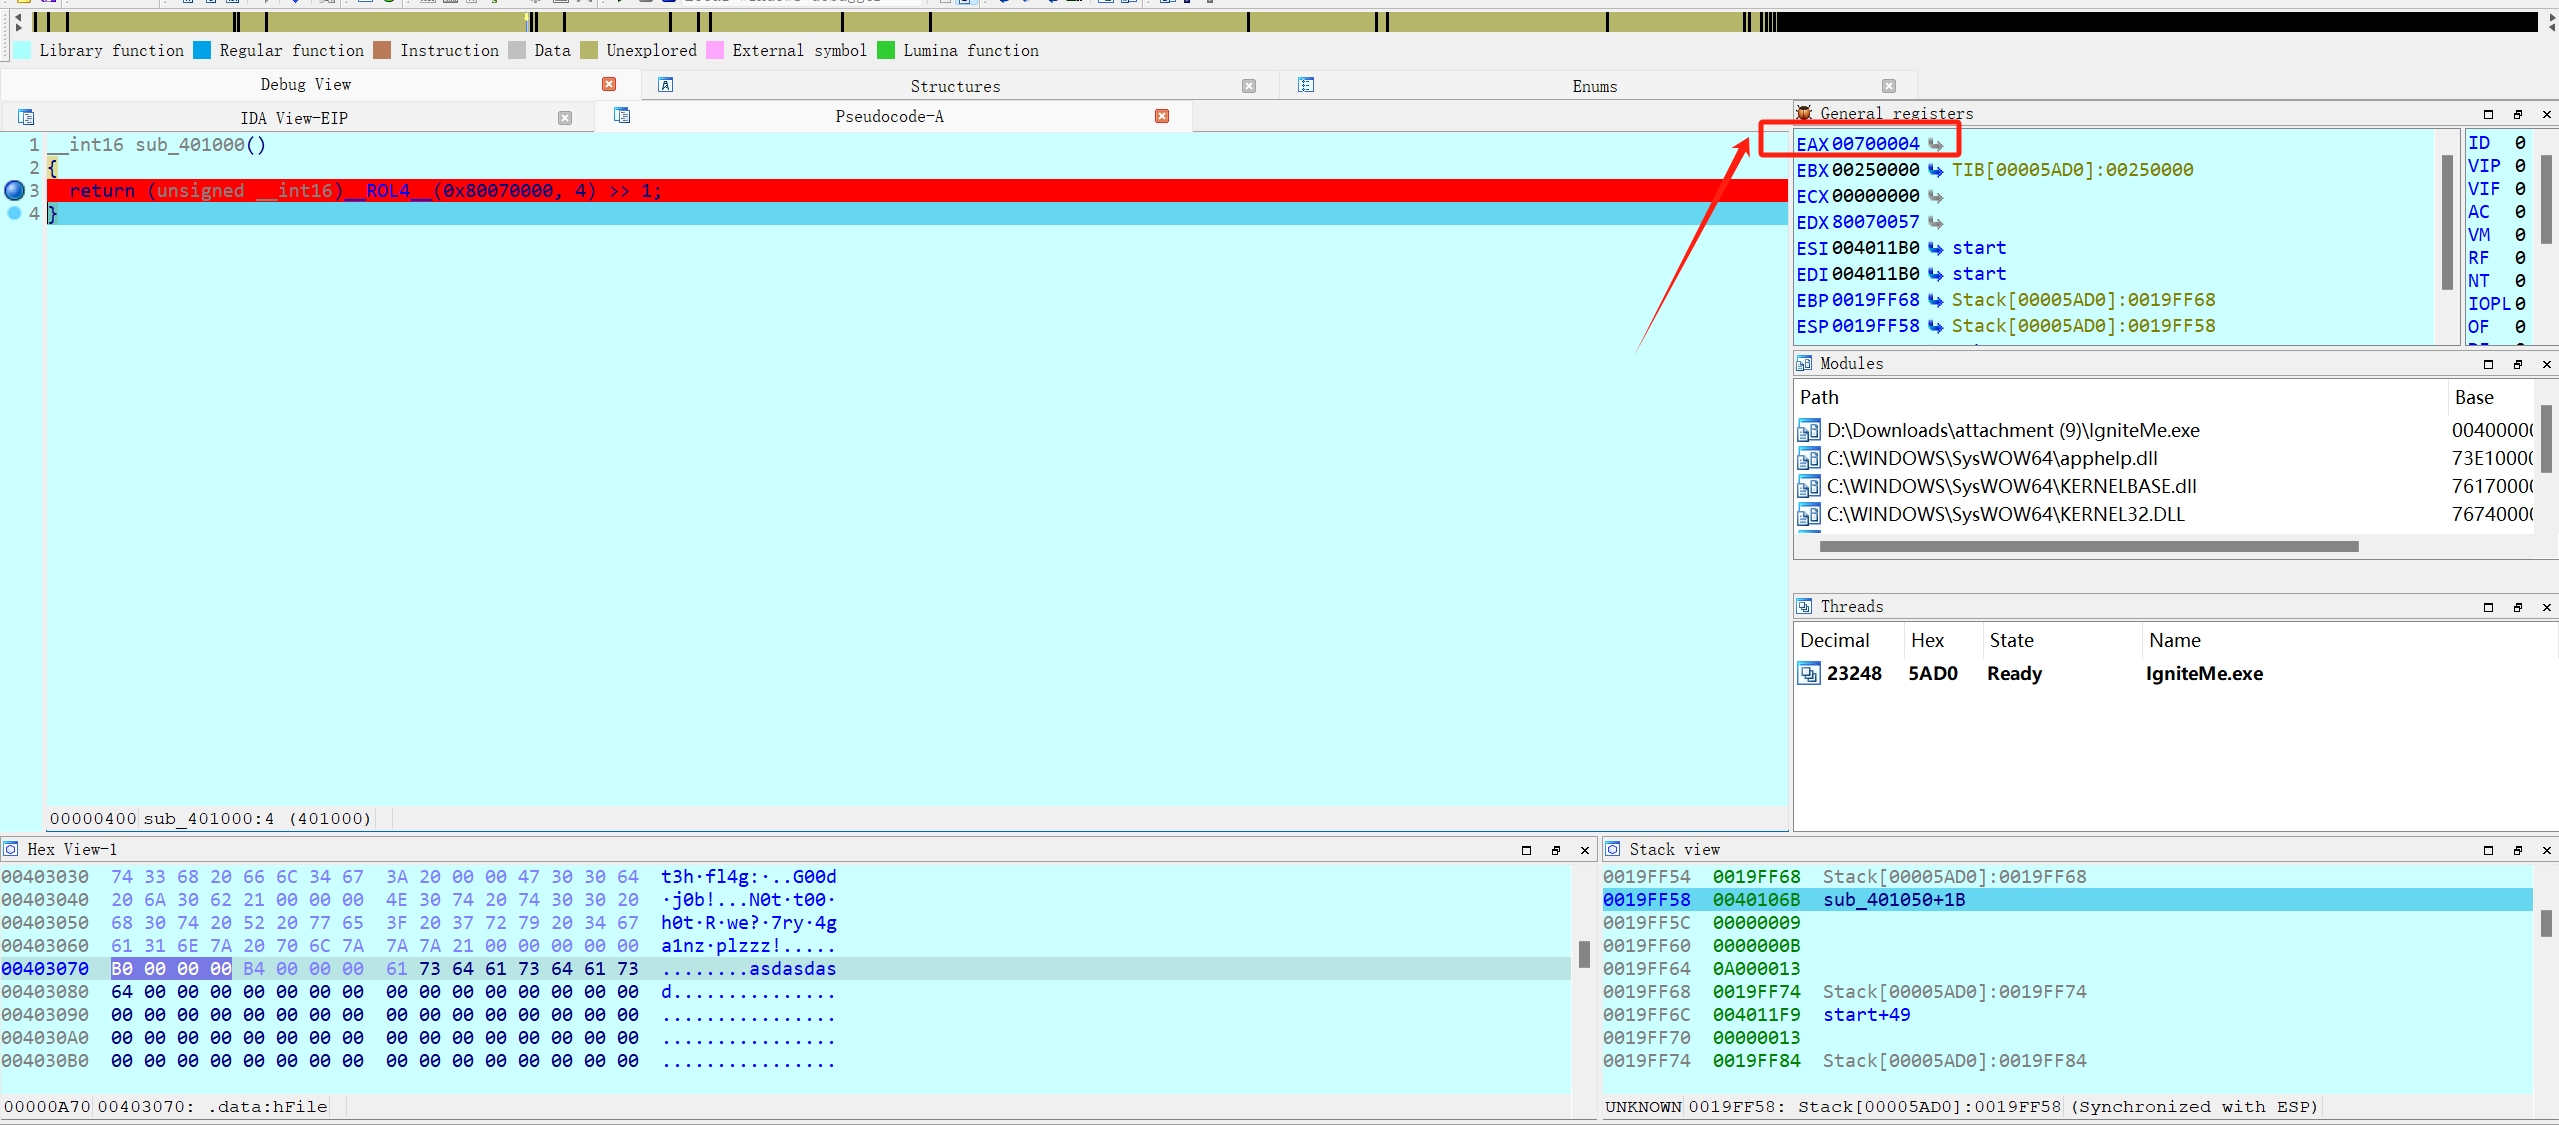 Library function Regular function Instruction Data Unexplored External symbol Lumina function
Debug View Structures Enums
IDA View-EIP Pseudocode-A
1 __int16 sub_401000()
2 {
3 return (unsigned __int16)__ROL4__(0x80070000, 4) >> 1;
4 }
00000400 sub_401000:4 (401000)
General registers
EAX 00700004
EBX 00250000 TIB[00005AD0]:00250000
ECX 00000000
EDX 80070057
ESI 004011B0 start
EDI 004011B0 start
EBP 0019FF68 Stack[00005AD0]:0019FF68
ESP 0019FF58 Stack[00005AD0]:0019FF58
ID 0
VIP 0
VIF 0
AC 0
VM 0
RF 0
NT 0
IOPL 0
OF 0
Modules
Path Base
D:\Downloads\attachment (9)\IgniteMe.exe 0040000
C:\WINDOWS\SysWOW64\apphelp.dll 73E1000
C:\WINDOWS\SysWOW64\KERNELBASE.dll 7617000
C:\WINDOWS\SysWOW64\KERNEL32.DLL 7674000
Threads
Decimal Hex State Name
23248 5AD0 Ready IgniteMe.exe
Hex View-1
00403030 74 33 68 20 66 6C 34 67 3A 20 00 00 47 30 30 64 t3h·fl4g:·..G00d
00403040 20 6A 30 62 21 00 00 00 4E 30 74 20 74 30 30 20 ·j0b!...N0t·t00·
00403050 68 30 74 20 52 20 77 65 3F 20 37 72 79 20 34 67 h0t·R·we?·7ry·4g
00403060 61 31 6E 7A 20 70 6C 7A 7A 7A 21 00 00 00 00 00 a1nz·plzzz!.....
00403070 B0 00 00 00 B4 00 00 00 61 73 64 61 73 64 61 73 ........asdasdas
00403080 64 00 00 00 00 00 00 00 00 00 00 00 00 00 00 00 d...............
00403090 00 00 00 00 00 00 00 00 00 00 00 00 00 00 00 00 ................
004030A0 00 00 00 00 00 00 00 00 00 00 00 00 00 00 00 00 ................
004030B0 00 00 00 00 00 00 00 00 00 00 00 00 00 00 00 00 ................
00000A70 00403070: .data:hFile
Stack view
0019FF54 0019FF68 Stack[00005AD0]:0019FF68
0019FF58 0040106B sub_401050+1B
0019FF5C 00000009
0019FF60 0000000B
0019FF64 0A000013
0019FF68 0019FF74 Stack[00005AD0]:0019FF74
0019FF6C 004011F9 start+49
0019FF70 00000013
0019FF74 0019FF84 Stack[00005AD0]:0019FF84
UNKNOWN 0019FF58: Stack[00005AD0]:0019FF58 (Synchronized with ESP)